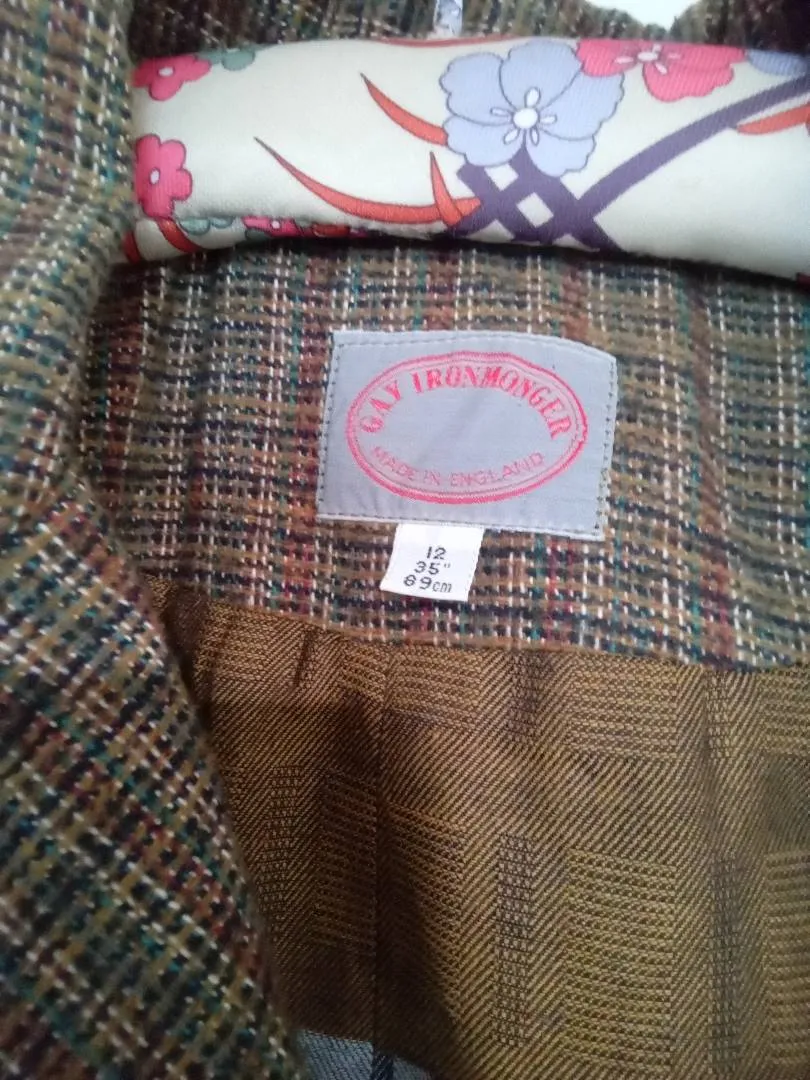 GAY IRONMONGER
MADE IN ENGLAND
12
35"
89cm